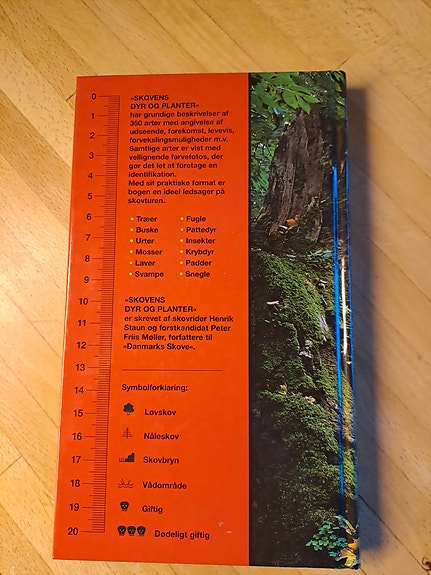 »SKOVENS
DYR OG PLANTER«
har grundige beskrivelser af
350 arter med angivelse af
udseende, forekomst, levevis,
forvekslingsmuligheder m.v.
Samtlige arter er vist med
vellignende farvefotos, der
gør det let at foretage en
identifikation.
Med sit praktiske format er
bogen en ideel ledsager på
skovturen.
• Træer
• Buske
• Urter
• Mosser
• Laver
• Svampe
• Fugle
• Pattedyr
• Insekter
• Krybdyr
• Padder
• Snegle
»SKOVENS
DYR OG PLANTER«
er skrevet af skovrider Henrik
Staun og forstkandidat Peter
Friis Møller, forfattere til
»Danmarks Skove«.
Symbolforklaring:
Løvskov
Nåleskov
Skovbryn
Vådområde
Giftig
Dødeligt giftig
0
1
2
3
4
5
6
7
8
9
10
11
12
13
14
15
16
17
18
19
20